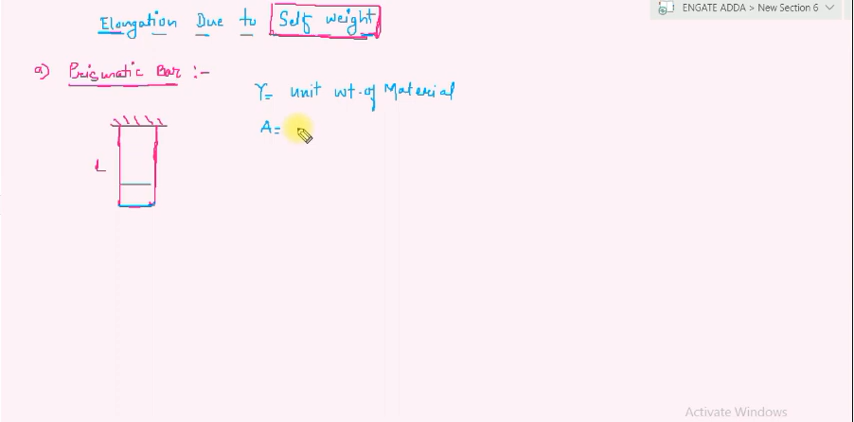 Elongation Due to Self weight
ENGATE ADDA > New Section 6
a) Prismatic Bar :-
γ= unit wt. of Material
A=
L
Activate Windows